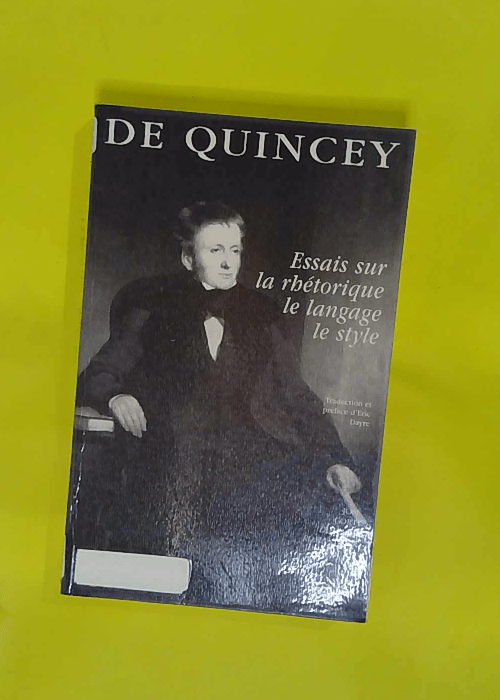 DE QUINCEY
Essais sur
la rhétorique
le langage
le style
Traduction et
préface d'Eric
Dayre